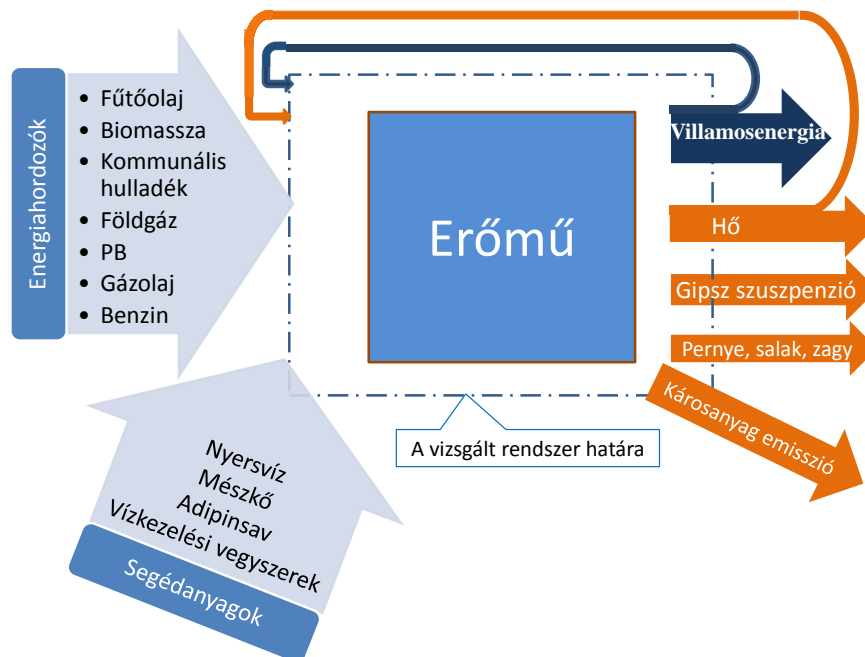 Energiahordozók
• Fűtőolaj
• Biomassza
• Kommunális
hulladék
• Földgáz
• PB
• Gázolaj
• Benzin
Erőmű
Villamosenergia
Hő
Gipsz szuszpenzió
Pernye, salak, zagy
Károsanyag emisszió
A vizsgált rendszer határa
Nyersvíz
Mészkő
Adipinsav
Vízkezelési vegyszerek
Segédanyagok